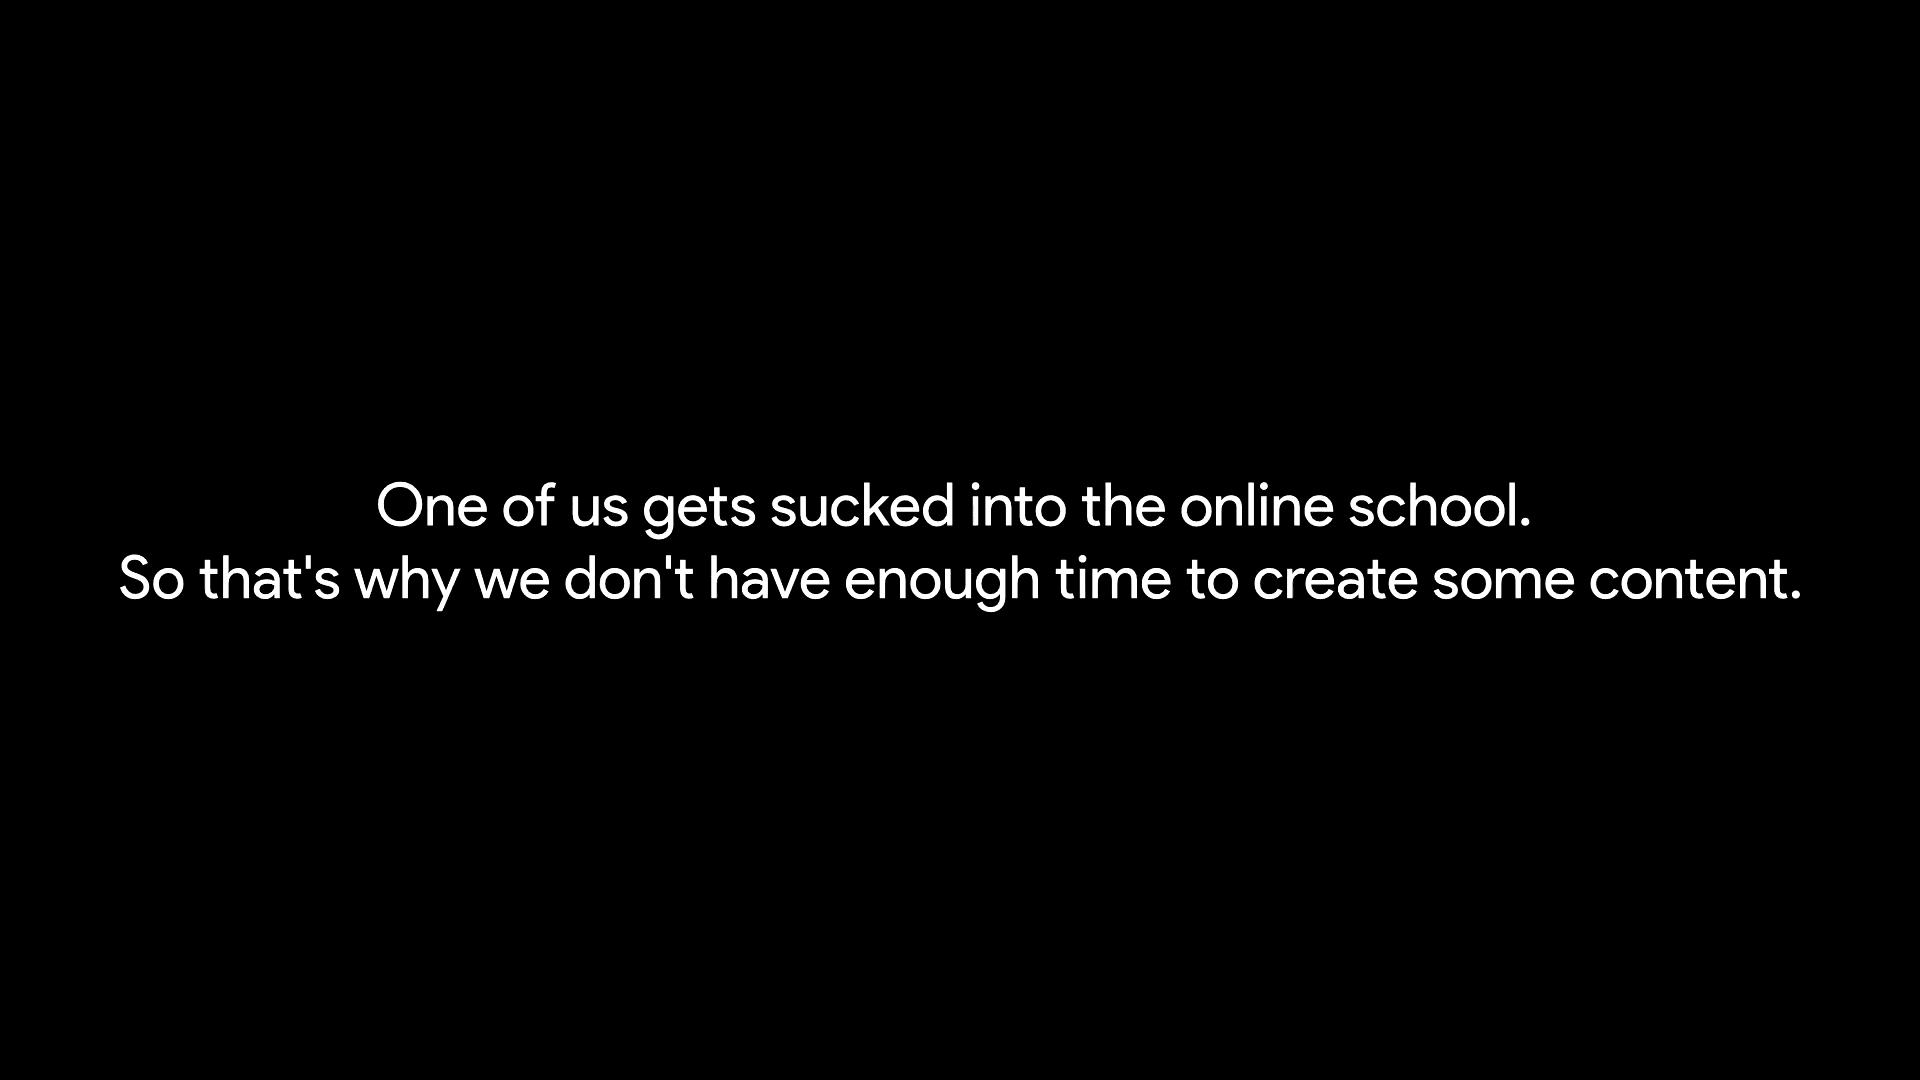 One of us gets sucked into the online school.
So that's why we don't have enough time to create some content.